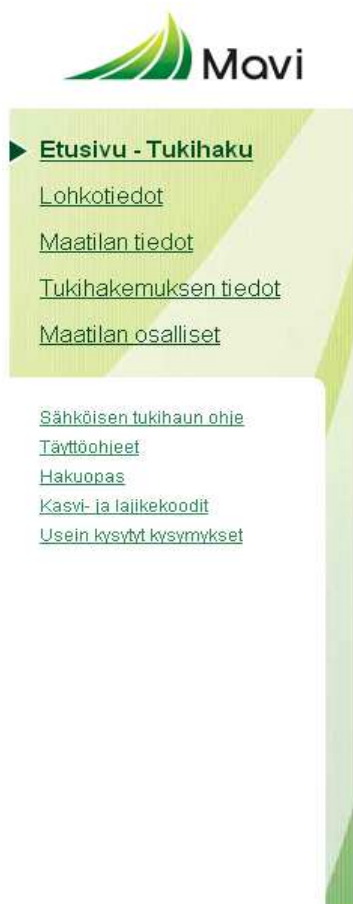 Mavi
Etusivu - Tukihaku
Lohkotiedot
Maatilan tiedot
Tukihakemuksen tiedot
Maatilan osalliset
Sähköisen tukihaun ohje
Täyttöohjeet
Hakuopas
Kasvi- ja lajikekoodit
Usein kysytyt kysymykset